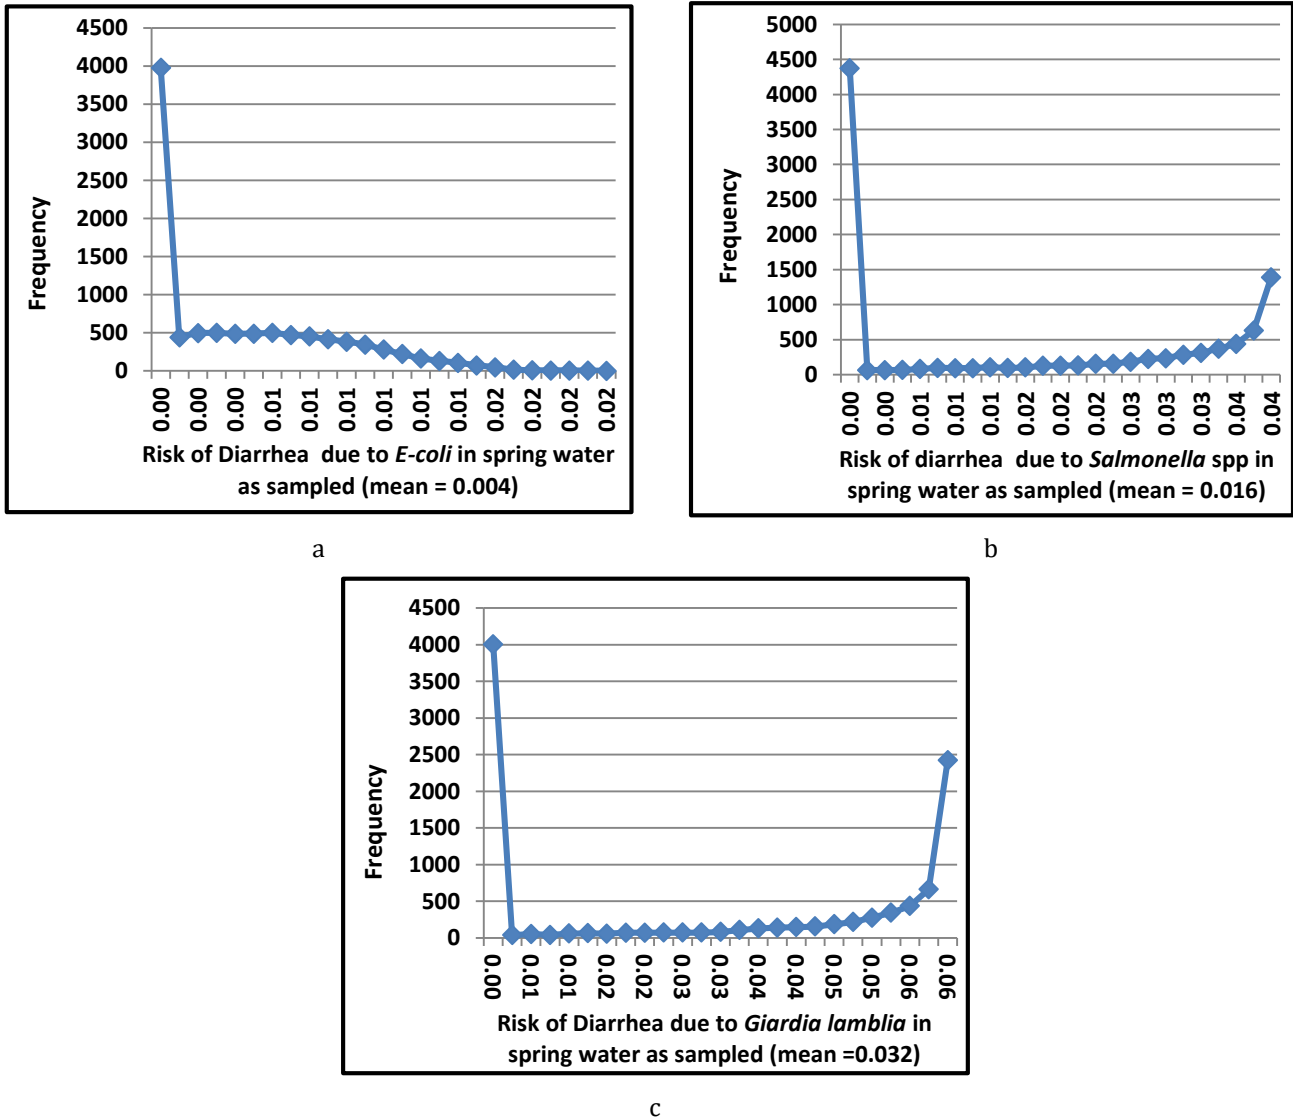 4500
4000
3500
3000
2500
2000
1500
1000
500
0
Frequency
0.00 0.00 0.00 0.01 0.01 0.01 0.01 0.01 0.01 0.02 0.02 0.02 0.02
Risk of Diarrhea due to E-coli in spring water
as sampled (mean = 0.004)
a
5000
4500
4000
3500
3000
2500
2000
1500
1000
500
0
Frequency
0.00 0.00 0.01 0.01 0.01 0.02 0.02 0.02 0.03 0.03 0.03 0.04 0.04
Risk of diarrhea due to Salmonella spp in
spring water as sampled (mean = 0.016)
b
4500
4000
3500
3000
2500
2000
1500
1000
500
0
Frequency
0.00 0.01 0.01 0.02 0.02 0.03 0.03 0.04 0.04 0.05 0.05 0.06 0.06
Risk of Diarrhea due to Giardia lamblia in
spring water as sampled (mean =0.032)
c